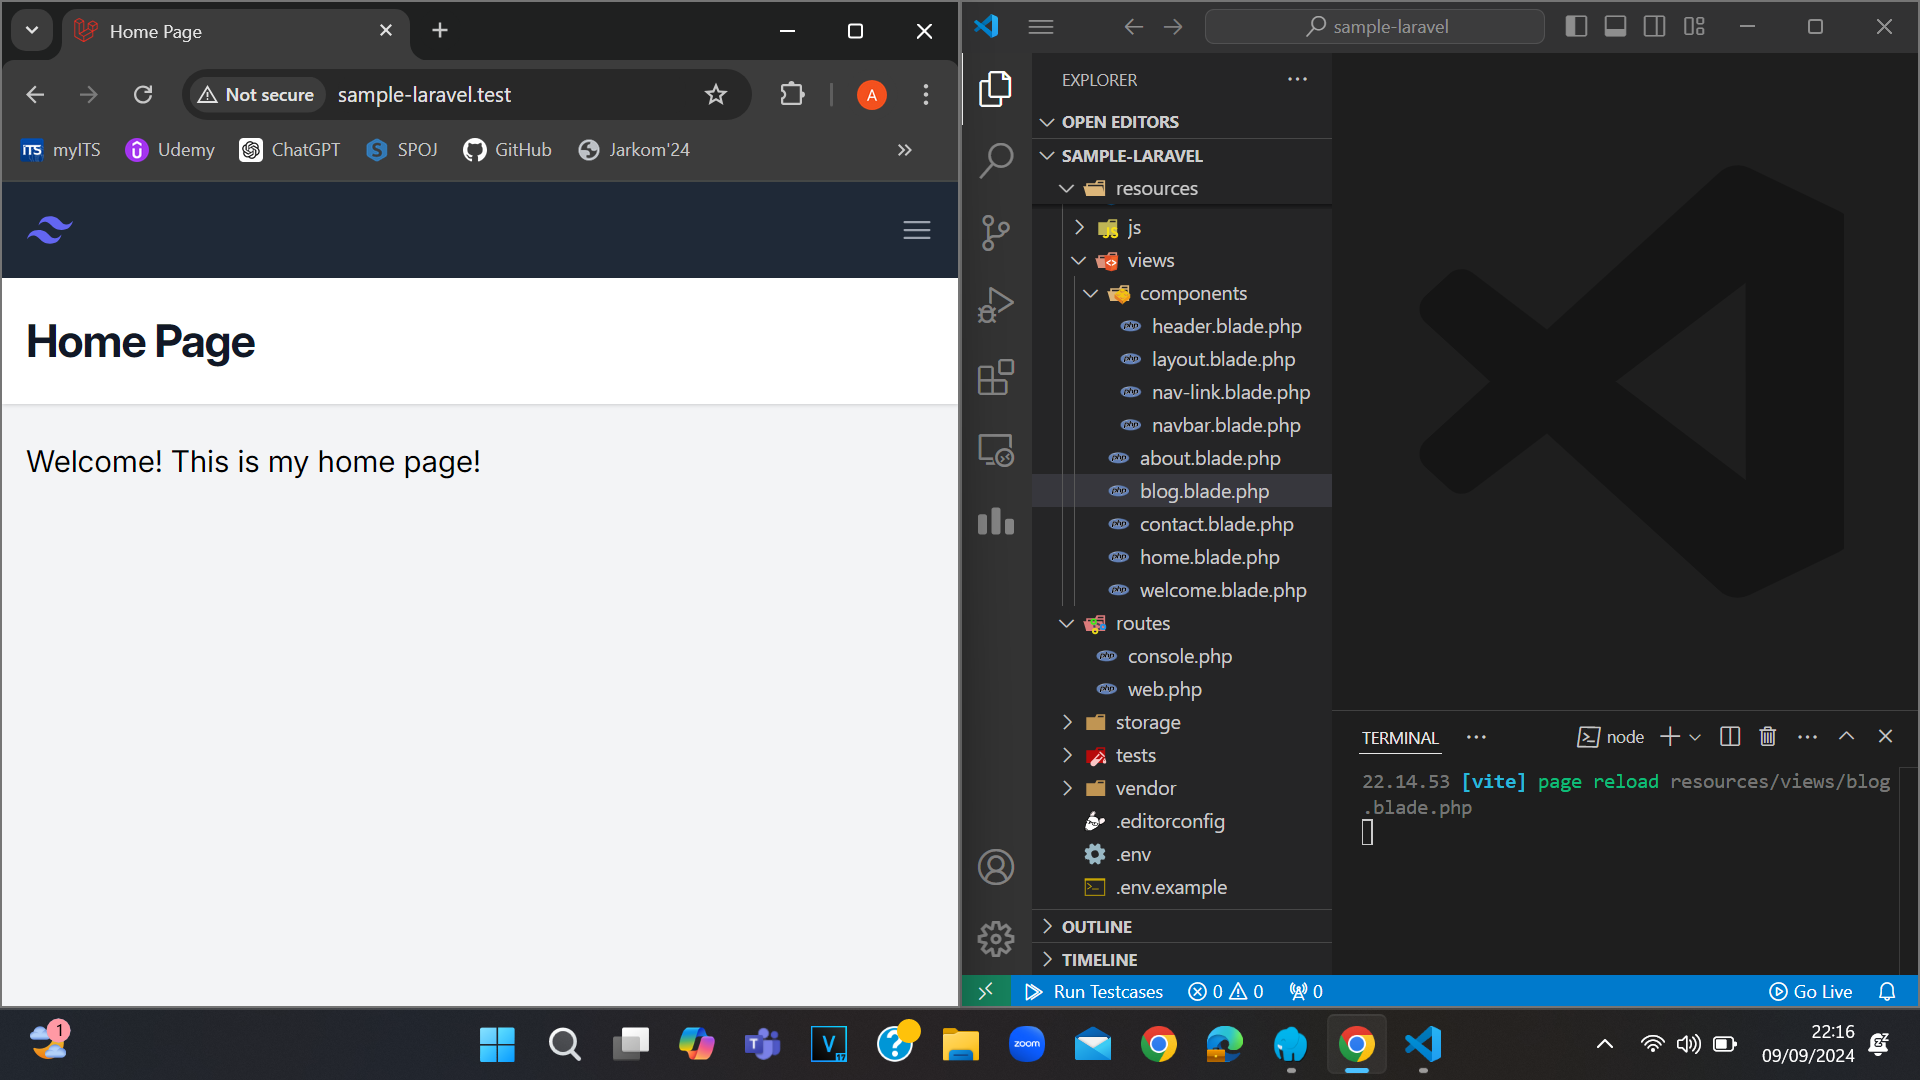 Home Page
Not secure
sample-laravel.test
A
myITS
Udemy
ChatGPT
SPOJ
GitHub
Jarkom'24
Home Page
Welcome! This is my home page!
sample-laravel
EXPLORER
OPEN EDITORS
SAMPLE-LARAVEL
resources
js
views
components
header.blade.php
layout.blade.php
nav-link.blade.php
navbar.blade.php
about.blade.php
blog.blade.php
contact.blade.php
home.blade.php
welcome.blade.php
routes
console.php
web.php
storage
tests
vendor
.editorconfig
.env
.env.example
OUTLINE
TIMELINE
TERMINAL
node
22.14.53 [vite] page reload resources/views/blog
.blade.php
Run Testcases
0
0
0
Go Live
1
zoom
22:16
09/09/2024